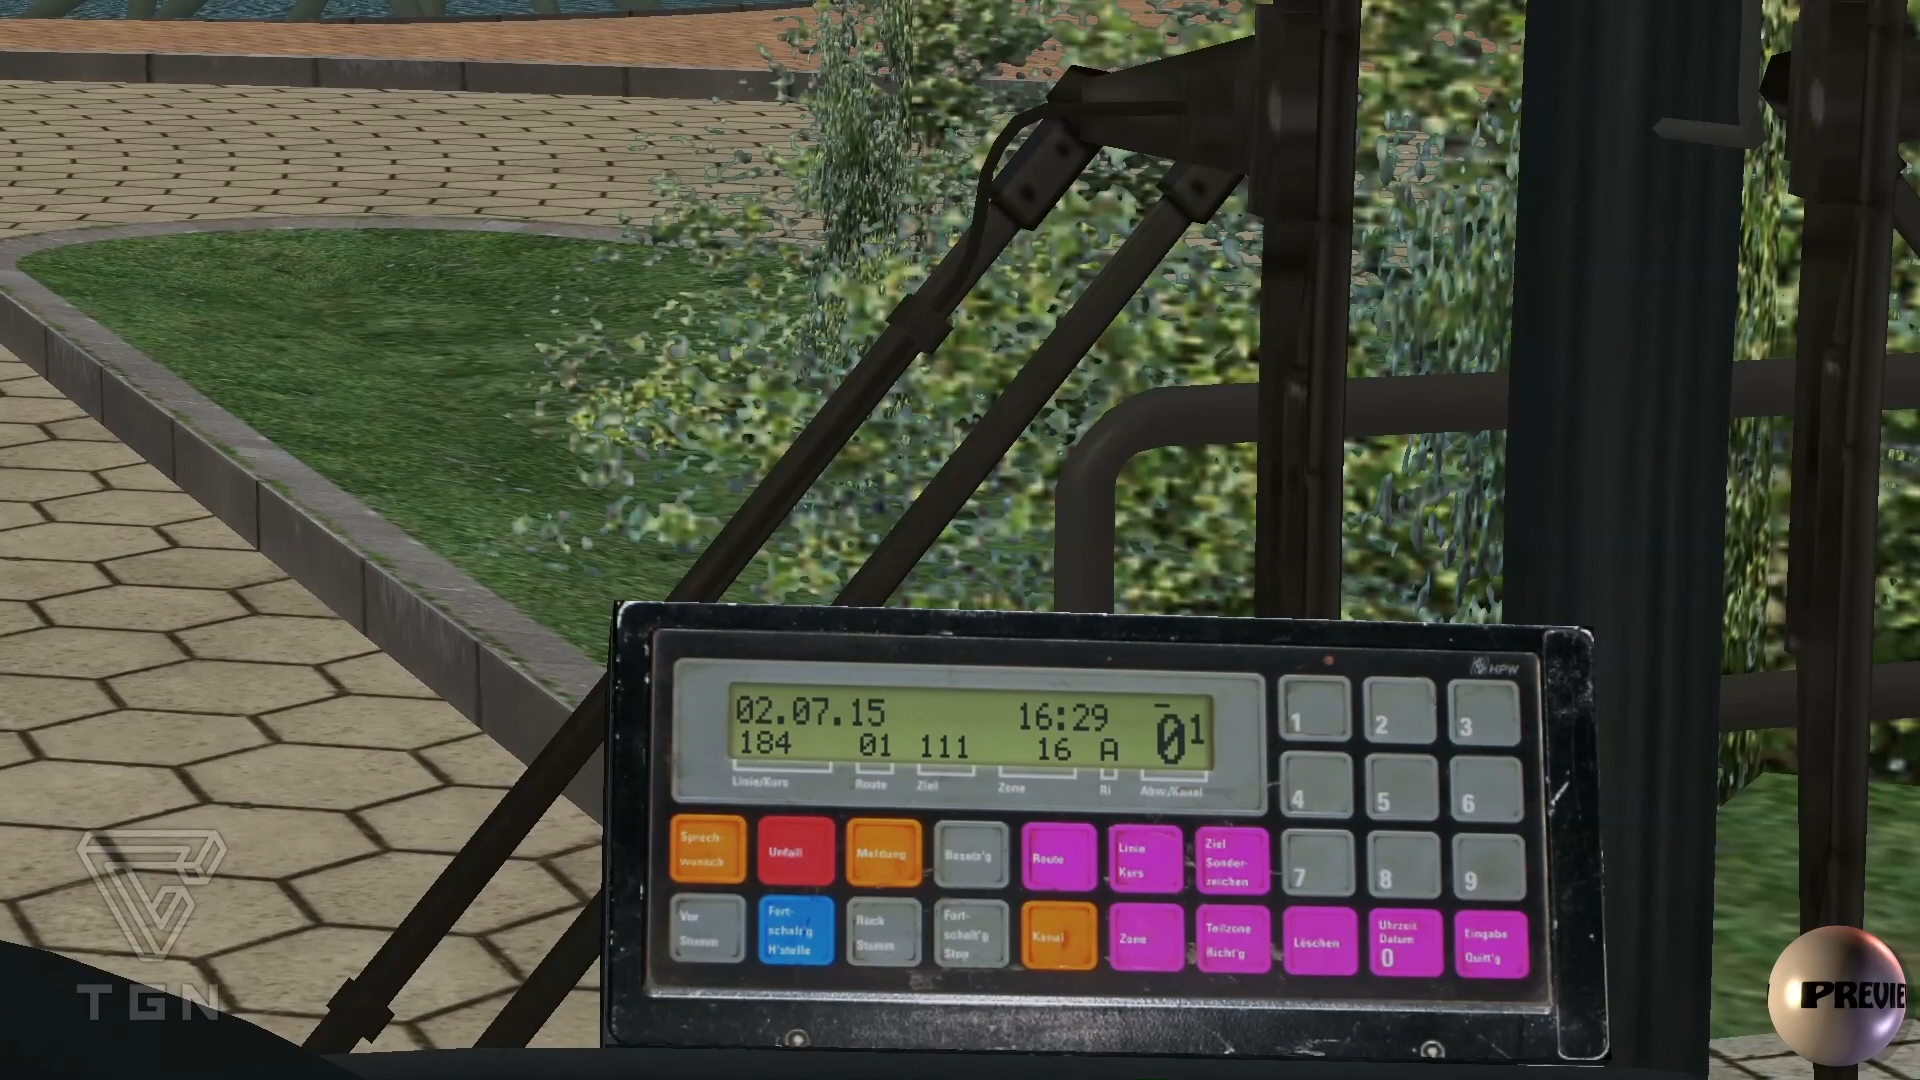 HPW
02.07.15 16:29 01
184 01 111 16 A
Linie/Kurs Route Ziel Zone Ri Abw./Kanal
1 2 3
4 5 6
7 8 9
Sprech-
wunsch
Unfall
Meldung
Besetz'g
Route
Linie
Kurs
Ziel
Sonder-
zeichen
Vor
Stumm
Fort-
schalt'g
H'stelle
Rück
Stumm
Fort-
schalt'g
Stop
Kanal
Zone
Teilzone
Richt'g
Löschen
Uhrzeit
Datum
0
Eingabe
Quitt'g
TGN
PREVIE